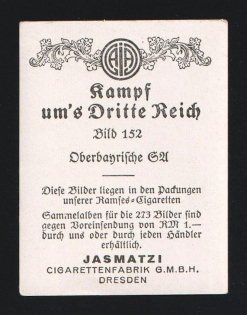 AJA
Kampf
um's Dritte Reich
Bild 152
Oberbayrische SA
Diese Bilder liegen in den Packungen
unserer Ramses-Cigaretten
Sammelalben für die 273 Bilder sind
gegen Voreinsendung von RM 1.—
durch uns oder durch jeden Händler
erhältlich.
JASMATZI
CIGARETTENFABRIK G.M.B.H.
DRESDEN